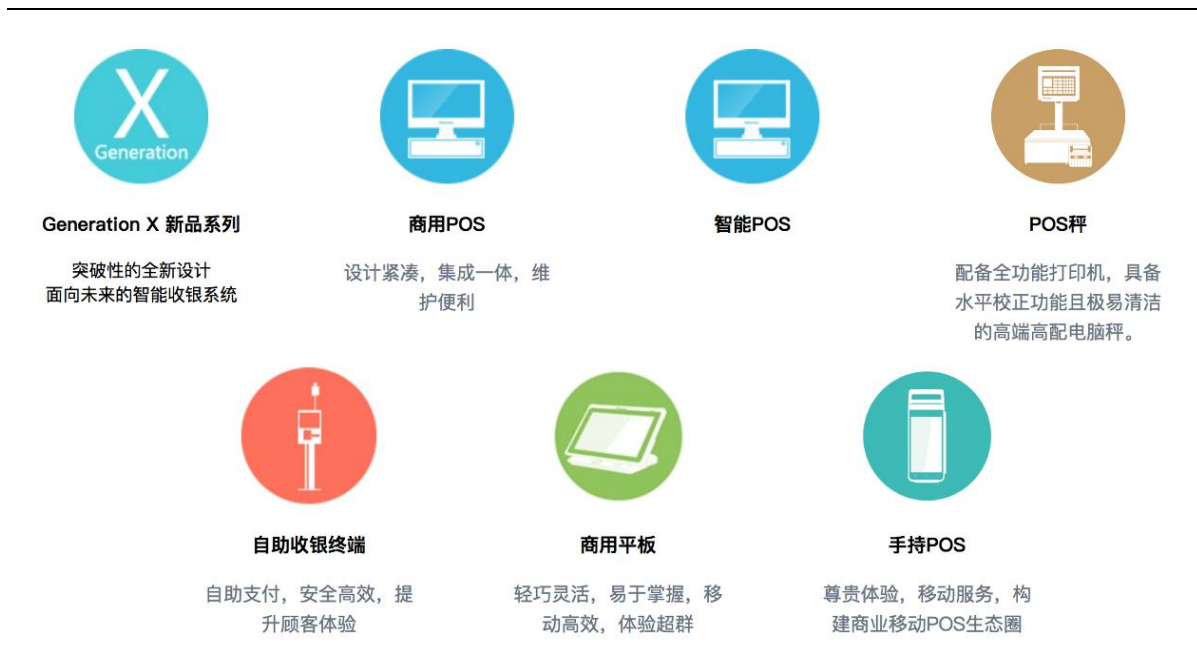 X
Generation
Generation X 新品系列
商用POS
智能POS
POS秤
突破性的全新设计
面向未来的智能收银系统
设计紧凑，集成一体，维
护便利
配备全功能打印机，具备
水平校正功能且极易清洁
的高端高配电脑秤。
自助收银终端
商用平板
手持POS
自助支付，安全高效，提
升顾客体验
轻巧灵活，易于掌握，移
动高效，体验超群
尊贵体验，移动服务，构
建商业移动POS生态圈